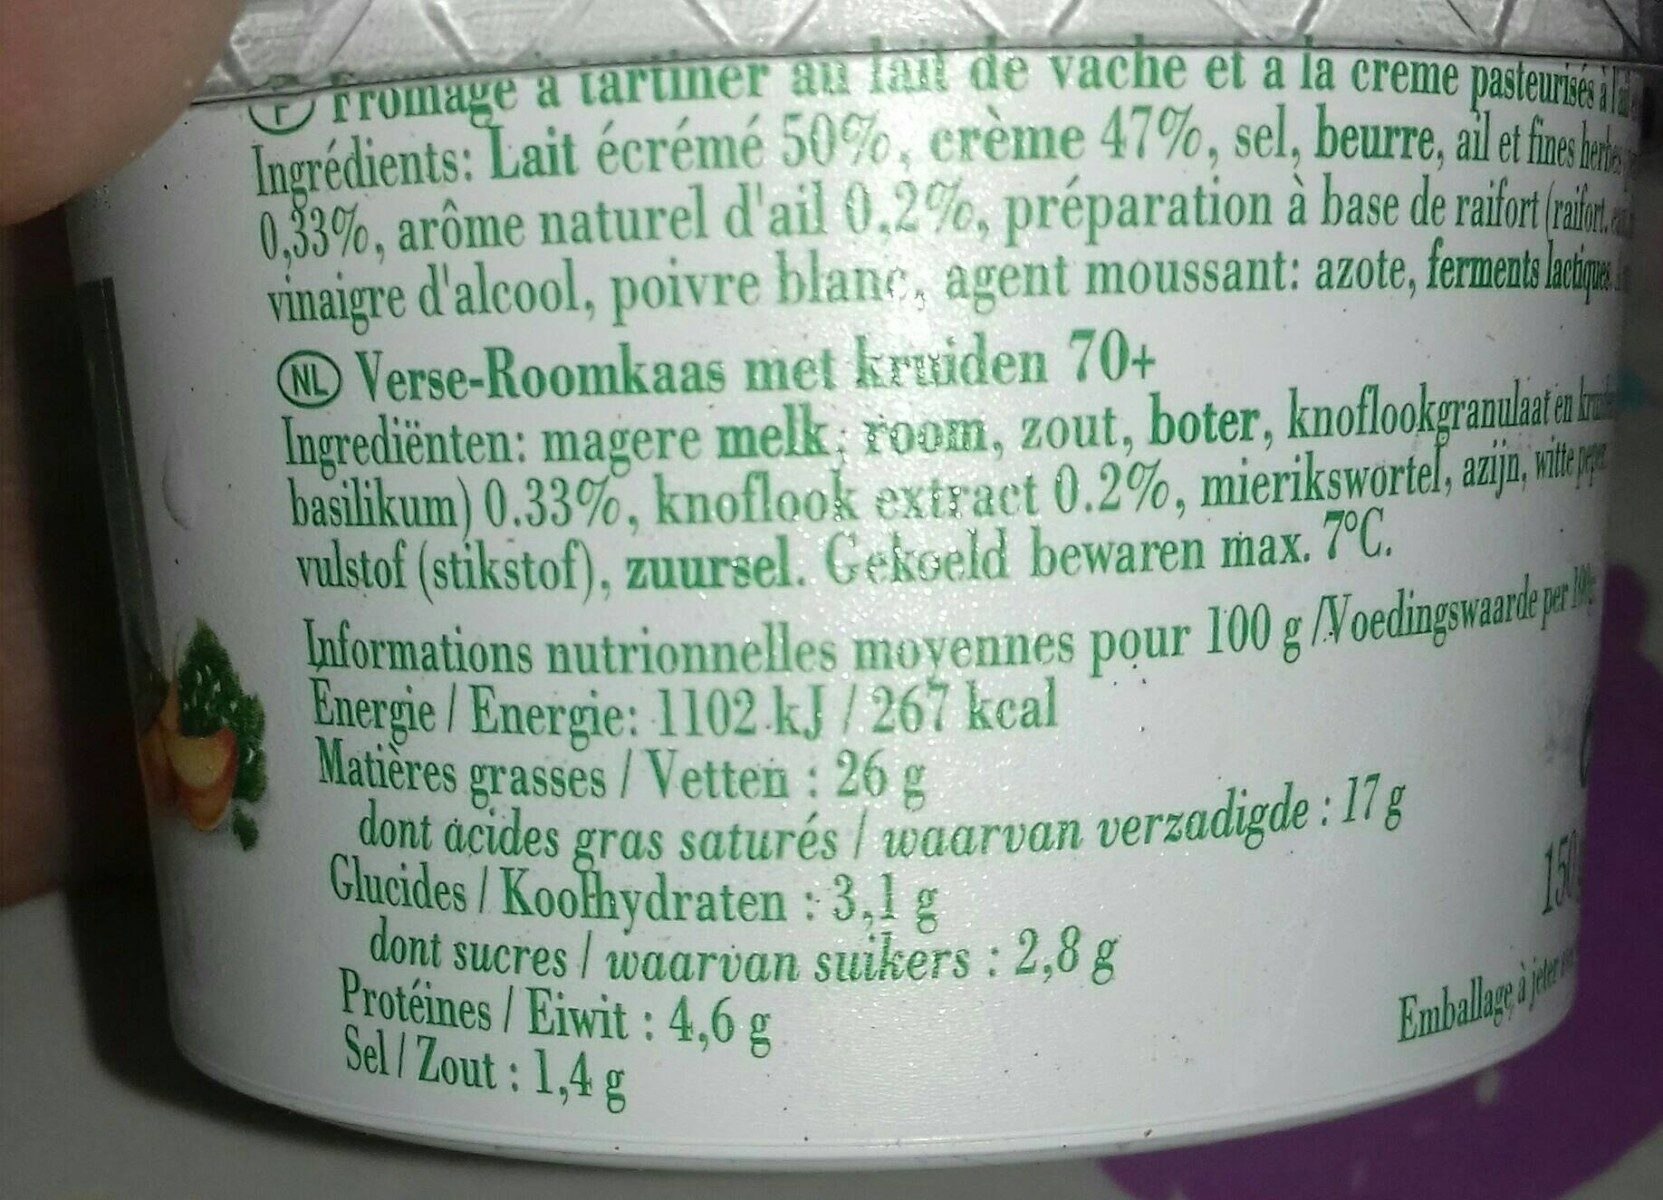 F Fromage à tartiner au lait de vache et à la crème pasteurisés à
Ingrédients: Lait écrémé 50%, crème 47%, sel, beurre, ail et fines herbes
0,33%, arôme naturel d'ail 0.2%, préparation à base de raifort (raifort,
vinaigre d'alcool, poivre blanc, agent moussant: azote, ferments lactiques
NL Verse-Roomkaas met kruiden 70+
Ingrediënten: magere melk, room, zout, boter, knoflookgranulaat en
basilikum) 0.33%, knoflook extract 0.2%, mierikswortel, azijn, witte peper
vulstof (stikstof), zuursel. Gekoeld bewaren max. 7°C.
Informations nutrionnelles moyennes pour 100 g /Voedingswaarde per 100g
Énergie / Energie: 1102 kJ / 267 kcal
Matières grasses / Vetten : 26 g
dont acides gras saturés / waarvan verzadigde : 17 g
Glucides / Koolhydraten : 3,1 g
dont sucres / waarvan suikers : 2,8 g
Protéines / Eiwit : 4,6 g
Sel / Zout : 1,4 g
150
Emballage à jeter